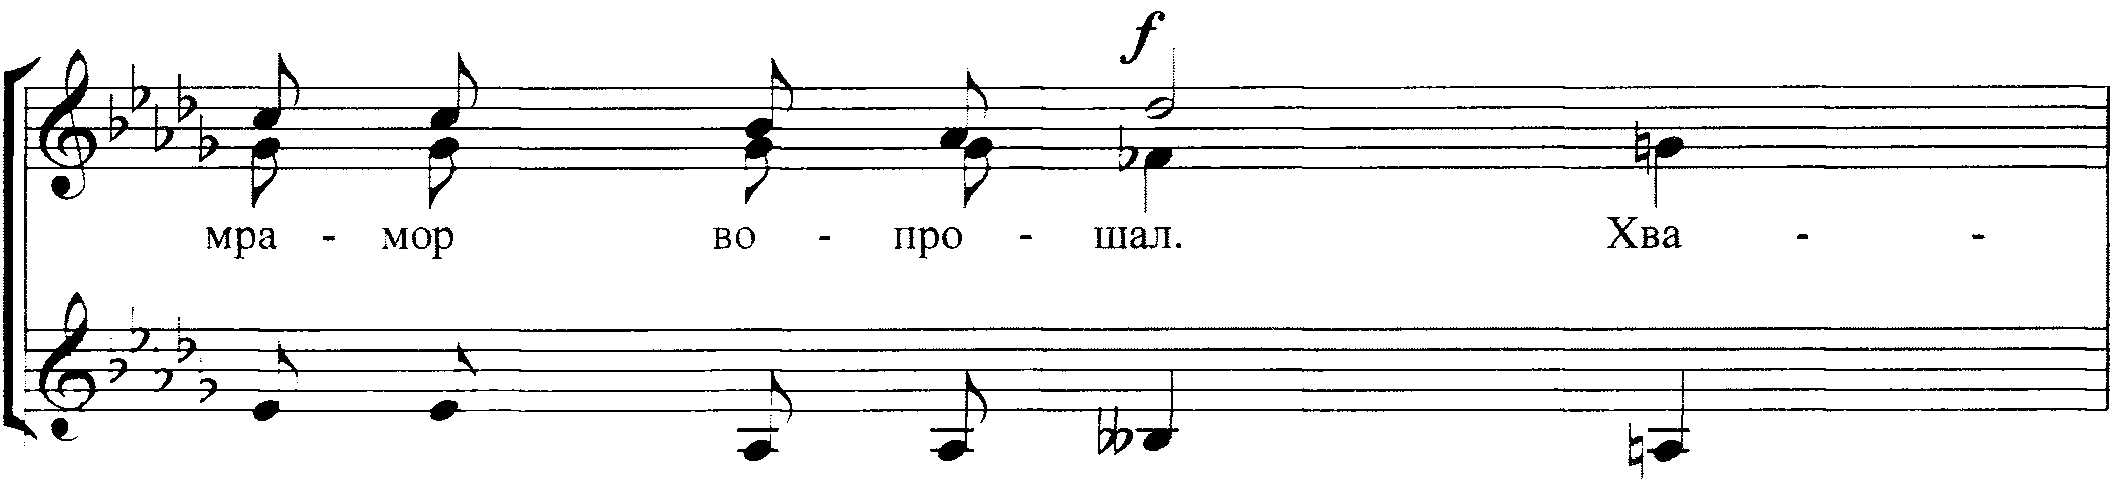 f
мра - мор во - про - шал. Хва - -